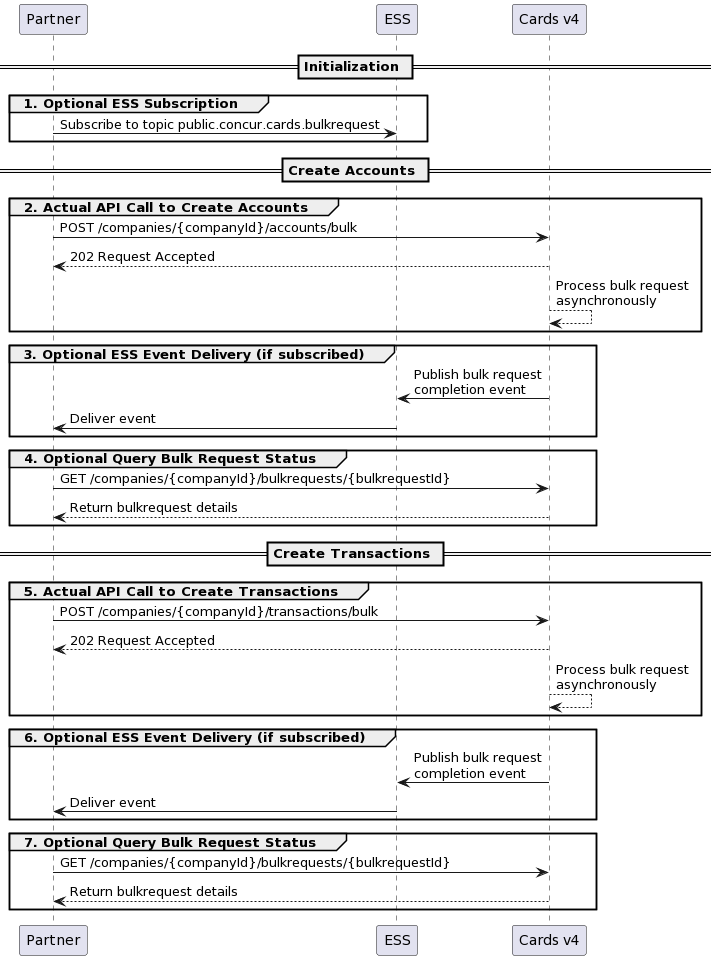 Partner ESS Cards v4
Initialization
1. Optional ESS Subscription
Subscribe to topic public.concur.cards.bulkrequest
Create Accounts
2. Actual API Call to Create Accounts
POST /companies/{companyId}/accounts/bulk
202 Request Accepted
Process bulk request
asynchronously
3. Optional ESS Event Delivery (if subscribed)
Publish bulk request
completion event
Deliver event
4. Optional Query Bulk Request Status
GET /companies/{companyId}/bulkrequests/{bulkrequestId}
Return bulkrequest details
Create Transactions
5. Actual API Call to Create Transactions
POST /companies/{companyId}/transactions/bulk
202 Request Accepted
Process bulk request
asynchronously
6. Optional ESS Event Delivery (if subscribed)
Publish bulk request
completion event
Deliver event
7. Optional Query Bulk Request Status
GET /companies/{companyId}/bulkrequests/{bulkrequestId}
Return bulkrequest details
Partner ESS Cards v4